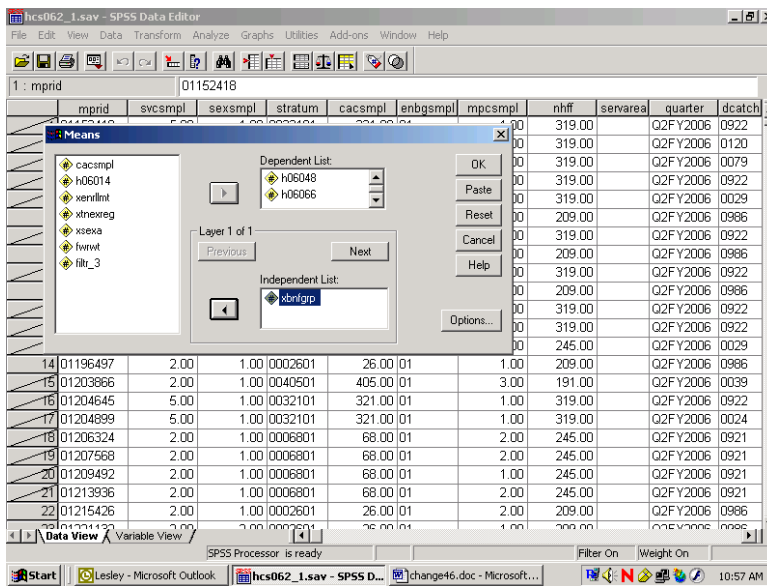 hcs062_1.sav - SPSS Data Editor
File Edit View Data Transform Analyze Graphs Utilities Add-ons Window Help
1 : mprid 01152418
mprid svcsmpl sexsmpl stratum cacsmpl enbgsmpl mpcsmpl nhff servarea quarter dcatch
319.00 Q2FY2006 0922
Means
319.00 Q2FY2006 0120
cacsmpl
h06014
xenrllmt
xtnexreg
xsexa
fwrwt
filtr_3
Dependent List:
h06048
h06066
Layer 1 of 1
Previous Next
Independent List:
xbnfgrp
OK
Paste
Reset
Cancel
Help
Options...
319.00 Q2FY2006 0079
319.00 Q2FY2006 0922
319.00 Q2FY2006 0029
209.00 Q2FY2006 0986
319.00 Q2FY2006 0922
209.00 Q2FY2006 0986
319.00 Q2FY2006 0922
209.00 Q2FY2006 0986
319.00 Q2FY2006 0922
319.00 Q2FY2006 0922
245.00 Q2FY2006 0029
14 01196497 2.00 1.00 0002601 26.00 01 1.00 209.00 Q2FY2006 0986
15 01203866 2.00 1.00 0040501 405.00 01 3.00 191.00 Q2FY2006 0039
16 01204645 5.00 1.00 0032101 321.00 01 1.00 319.00 Q2FY2006 0922
17 01204899 5.00 1.00 0032101 321.00 01 1.00 319.00 Q2FY2006 0024
18 01206324 2.00 1.00 0006801 68.00 01 2.00 245.00 Q2FY2006 0921
19 01207568 2.00 1.00 0006801 68.00 01 2.00 245.00 Q2FY2006 0921
20 01209492 2.00 1.00 0006801 68.00 01 1.00 245.00 Q2FY2006 0921
21 01213936 2.00 1.00 0006801 68.00 01 2.00 245.00 Q2FY2006 0921
22 01215426 2.00 1.00 0002601 26.00 01 2.00 209.00 Q2FY2006 0986
Data View Variable View
SPSS Processor is ready Filter On Weight On
Start Lesley - Microsoft Outlook hcs062_1.sav - SPSS D... change46.doc - Microsoft... 10:57 AM